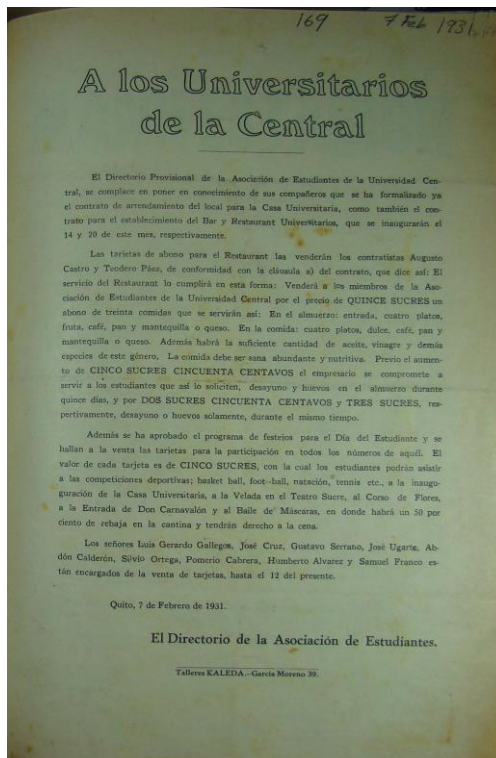 169 7 Feb 1931
A los Universitarios
de la Central
El Directorio Provisional de la Asociación de Estudiantes de la Universidad Cen-
tral, se complace en poner en conocimiento de sus compañeros que se ha formalizado ya
el contrato de arrendamiento del local para la Casa Universitaria, como también el con-
trato para el establecimiento del Bar y Restaurant Universitarios, que se inaugurarán el
14 y 20 de este mes, respectivamente.
Las tarjetas de abono para el Restaurant las venderán los contratistas Augusto
Castro y Teodero Páez, de conformidad con la cláusula a) del contrato, que dice así: El
servicio del Restaurant lo cumplirá en esta forma: Venderá a los miembros de la Aso-
ciación de Estudiantes de la Universidad Central por el precio de QUINCE SUCRES un
abono de treinta comidas que se servirán así: En el almuerzo: entrada, cuatro platos,
fruta, café, pan y mantequilla o queso. En la comida: cuatro platos, dulce, café, pan y
mantequilla o queso. Además habrá la suficiente cantidad de aceite, vinagre y demás
especies de este género, La comida debe ser sana abundante y nutritiva. Previo el aumen-
to de CINCO SUCRES CINCUENTA CENTAVOS el empresario se compromete a
servir a los estudiantes que así lo soliciten, desayuno y huevos en el almuerzo durante
quince días, y por DOS SUCRES CINCUENTA CENTAVOS y TRES SUCRES, res-
pertivamente, desayuno o huevos solamente, durante el mismo tiempo.
Además se ha aprobado el programa de festejos para el Día del Estudiante y se
hallan a la venta las tarjetas para la participación en todos los números de aquél. El
valor de cada tarjeta es de CINCO SUCRES, con la cual los estudiantes podrán asistir
a las competiciones deportivas; basket ball, foot-ball, natación, tennis etc., a la inaugu-
guración de la Casa Universitaria, a la Velada en el Teatro Sucre, al Corso de Flores,
a la Entrada de Don Carnavalón y al Baile de Máscaras, en donde habrá un 50 por
ciento de rebaja en la cantina y tendrán derecho a la cena.
Los señores Luis Gerardo Gallegos, José Cruz, Gustavo Serrano, José Ugarte, Ab-
dón Calderón, Silvio Ortega, Pomerio Cabrera, Humberto Alvarez y Samuel Franco es-
tán encargados de la venta de tarjetas, hasta el 12 del presente.
Quito, 7 de Febrero de 1931.
El Directorio de la Asociación de Estudiantes.
Talleres KALEDA.-García Moreno 39.